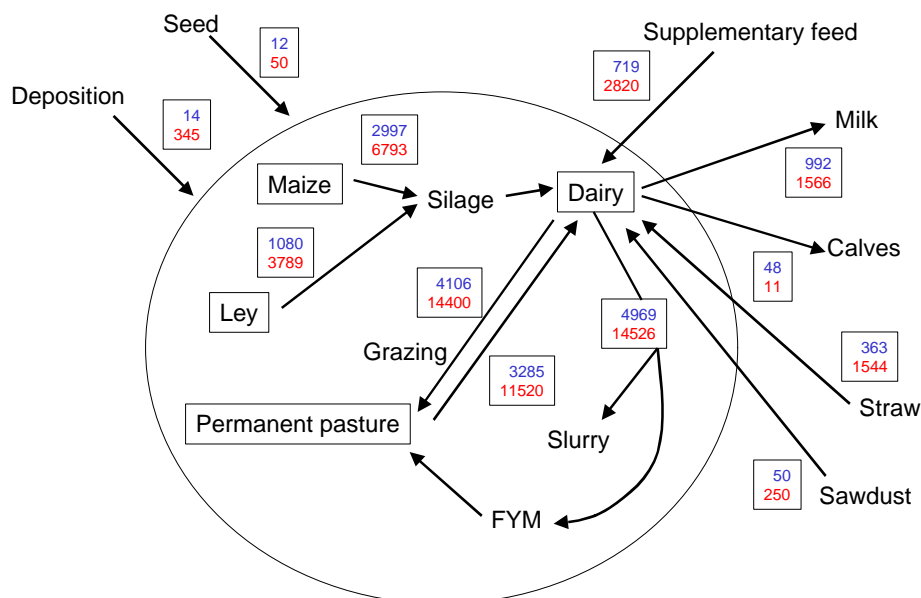 Seed
12
50
Supplementary feed
719
2820
Deposition
14
345
Milk
992
1566
2997
6793
Maize
Silage
Dairy
Calves
48
11
1080
3789
Ley
4106
14400
4969
14526
363
1544
Grazing
3285
11520
Straw
Permanent pasture
Slurry
50
250
Sawdust
FYM